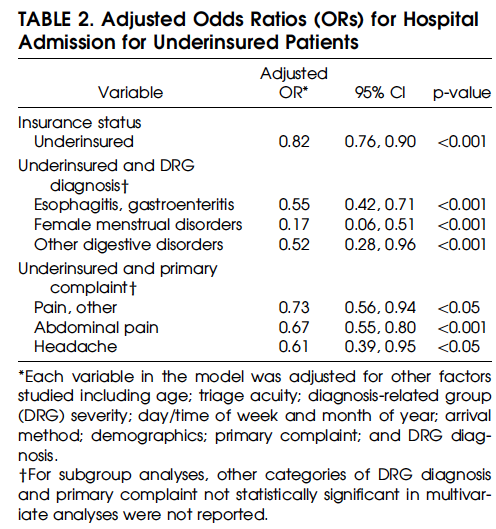 TABLE 2. Adjusted Odds Ratios (ORs) for Hospital
Admission for Underinsured Patients
Variable Adjusted OR* 95% CI p-value
Insurance status
Underinsured 0.82 0.76, 0.90 <0.001
Underinsured and DRG
diagnosis†
Esophagitis, gastroenteritis 0.55 0.42, 0.71 <0.001
Female menstrual disorders 0.17 0.06, 0.51 <0.001
Other digestive disorders 0.52 0.28, 0.96 <0.001
Underinsured and primary
complaint†
Pain, other 0.73 0.56, 0.94 <0.05
Abdominal pain 0.67 0.55, 0.80 <0.001
Headache 0.61 0.39, 0.95 <0.05
*Each variable in the model was adjusted for other factors
studied including age; triage acuity; diagnosis-related group
(DRG) severity; day/time of week and month of year; arrival
method; demographics; primary complaint; and DRG diag-
nosis.
†For subgroup analyses, other categories of DRG diagnosis
and primary complaint not statistically significant in multivar-
iate analyses were not reported.